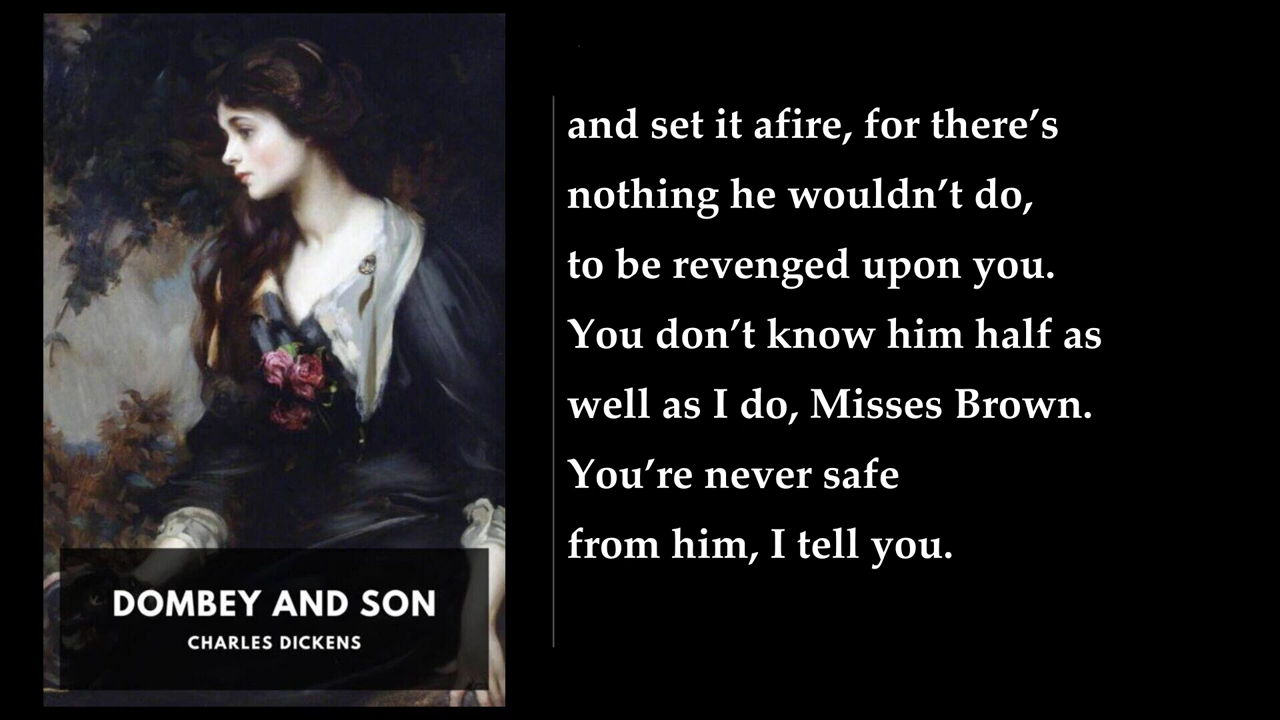 DOMBEY AND SON
CHARLES DICKENS
and set it afire, for there’s
nothing he wouldn’t do,
to be revenged upon you.
You don’t know him half as
well as I do, Misses Brown.
You’re never safe
from him, I tell you.